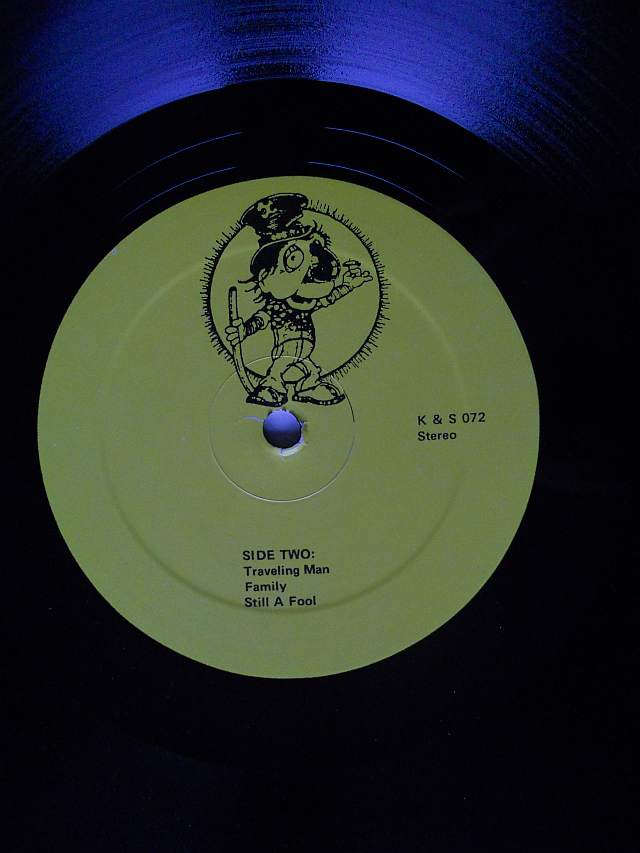 K & S 072
Stereo
SIDE TWO:
Traveling Man
Family
Still A Fool